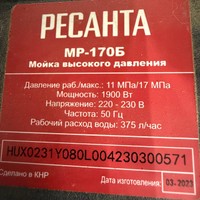 РЕСАНТА
МР-170Б
Мойка высокого давления
Давление раб./макс.: 11 МПа/17 МПа
Мощность: 1900 Вт
Напряжение: 220 - 230 В
Частота: 50 Гц
Рабочий расход воды: 375 л/час
HUX0231Y080L004230300571
Сделано в КНР
Дата изготовления: 03-2023